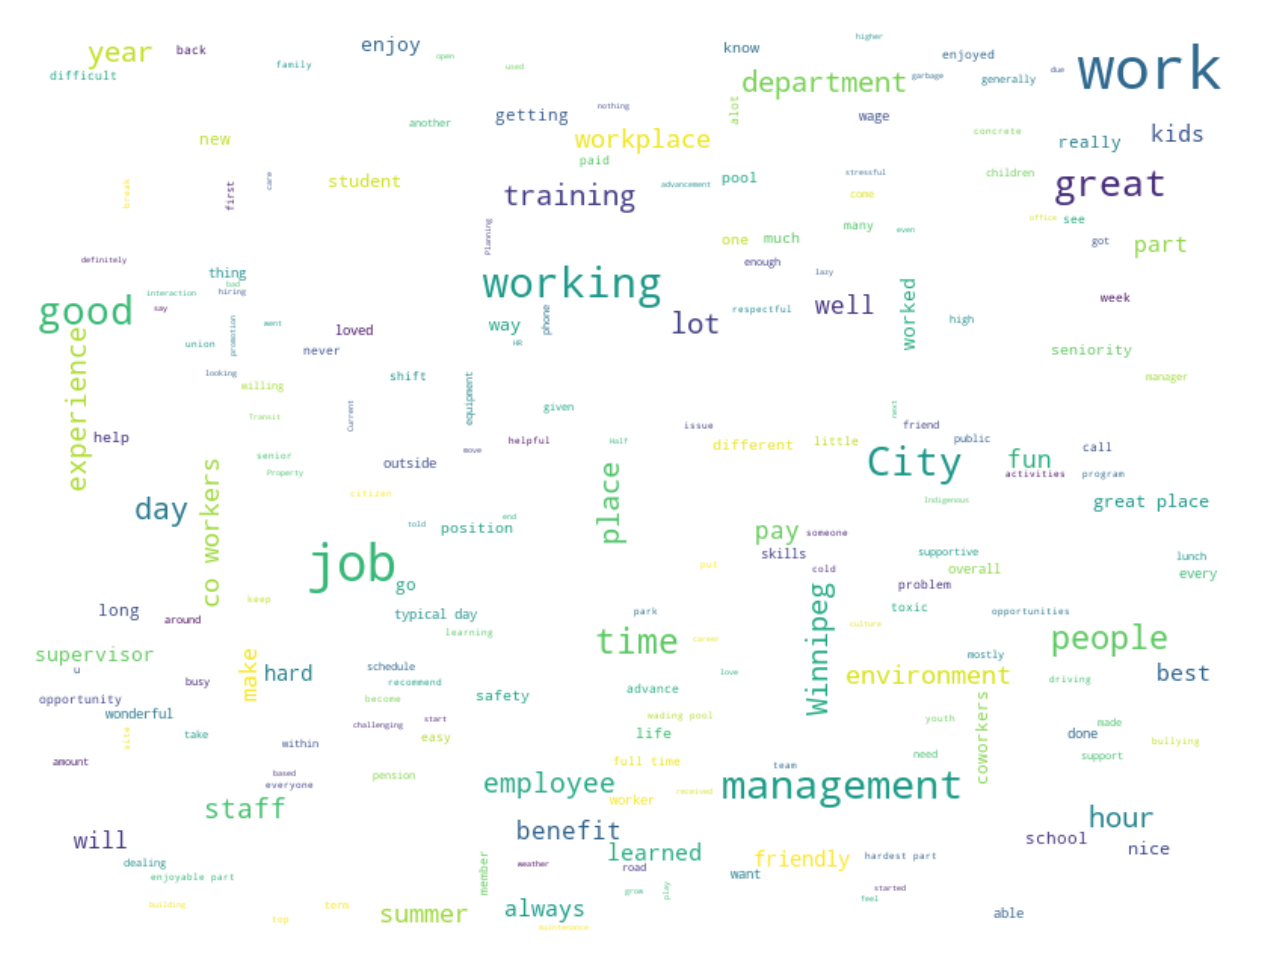 year
back
enjoy
open
know
higher
enjoyed
work
difficult
family
used
department
garbage
generally
due
getting
nothing
alot
wage
another
workplace
concrete
really
kids
new
paid
break
first
care
student
training
advancement
pool
stressful
come
children
great
Planning
one
much
many
even
office
see
got
part
definitely
thing
bad
hiring
interaction
say
working
enough
lazy
good
promotion
went
loved
way
phone
HR
lot
respectful
well
worked
high
week
union
never
seniority
looking
willing
shift
equipment
manager
experience
Transit
Current
given
next
help
senior
Property
outside
move
helpful
Half
issue
different
little
friend
public
call
City
fun
activities
program
day
co workers
citizen
told
position
end
place
Indigenous
great place
pay
someone
skills
job
go
put
cold
supportive
overall
problem
lunch
every
long
around
keep
typical day
learning
park
Winnipeg
toxic
culture
opportunities
supervisor
u
make
hard
time
career
people
mostly
environment
best
busy
schedule
recommend
become
safety
advance
love
driving
opportunity
wonderful
site
take
within
challenging
start
easy
wading pool
life
youth
coworkers
done
made
bullying
amount
based
everyone
pension
full time
team
need
support
staff
employee
worker
received
management
hour
will
benefit
learned
school
nice
dealing
enjoyable part
member
weather
road
friendly
hardest part
want
building
top
term
summer
always
grow
play
started
feel
able
maintenance